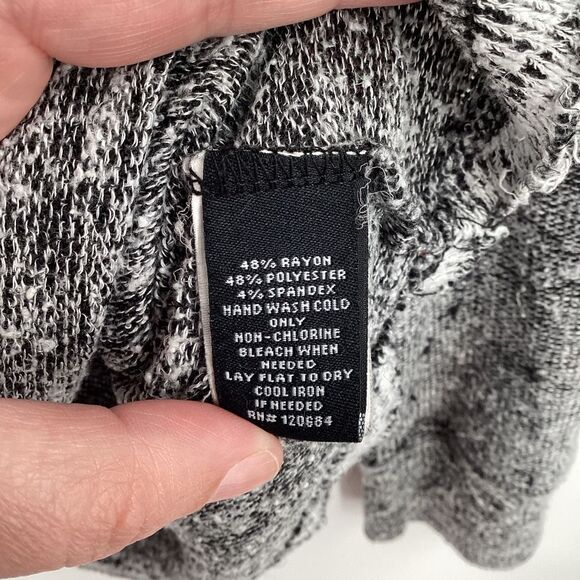 48% RAYON
48% POLYESTER
4% SPANDEX
HAND WASH COLD
ONLY
NON-CHLORINE
BLEACH WHEN
NEEDED
LAY FLAT TO DRY
COOL IRON
IF NEEDED
RN# 120684